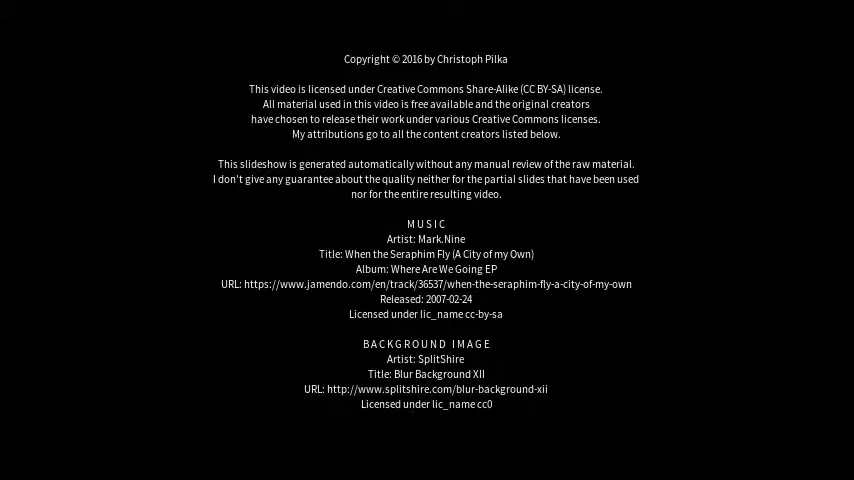 Copyright © 2016 by Christoph Pilka
This video is licensed under Creative Commons Share-Alike (CC BY-SA) license.
All material used in this video is free available and the original creators
have chosen to release their work under various Creative Commons licenses.
My attributions go to all the content creators listed below.
This slideshow is generated automatically without any manual review of the raw material.
I don't give any guarantee about the quality neither for the partial slides that have been used
nor for the entire resulting video.
MUSIC
Artist: Mark.Nine
Title: When the Seraphim Fly (A City of my Own)
Album: Where Are We Going EP
URL: https://www.jamendo.com/en/track/36537/when-the-seraphim-fly-a-city-of-my-own
Released: 2007-02-24
Licensed under lic_name cc-by-sa
BACKGROUND IMAGE
Artist: SplitShire
Title: Blur Background XII
URL: http://www.splitshire.com/blur-background-xii
Licensed under lic_name cc0